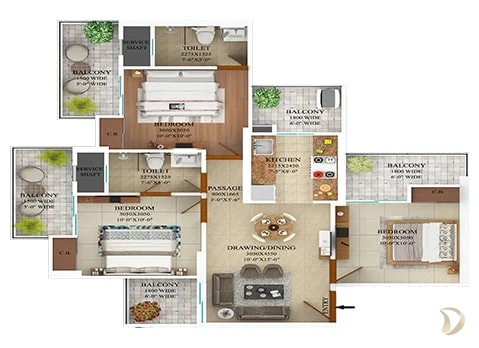 SERVICE
SHAFT
TOILET
2275X1525
7'-6"X5'-0"
BALCONY
1500 WIDE
5'-0" WIDE
BEDROOM
3050X3050
10'-0"X10'-0"
C.B
BALCONY
1800 WIDE
6'-0" WIDE
KITCHEN
2215X2450
7'-3"X8'-0"
BALCONY
1800 WIDE
6'-0" WIDE
C.B
SERVICE
SHAFT
TOILET
2275X1525
7'-6"X5'-0"
BALCONY
1500 WIDE
5'-0" WIDE
PASSAGE
900X1665
3'-0"X5'-6"
BEDROOM
3050X3050
10'-0"X10'-0"
C.B
DRAWING/DINING
3050X4550
10'-0"X15'-0"
BEDROOM
3050X3050
10'-0"X10'-0"
BALCONY
1800 WIDE
6'-0" WIDE
ENTRY